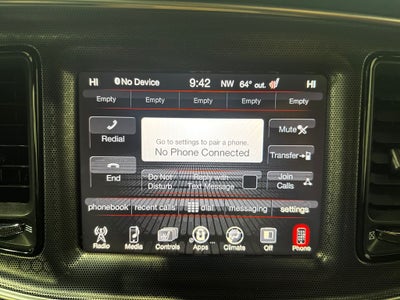 HI No Device 9:42 NW 64° out. HI
Empty Empty Empty Empty Empty
Redial
Mute
Go to settings to pair a phone.
No Phone Connected
Transfer
End
Do Not Disturb
Reply with Text Message
Join Calls
phonebook recent calls dial messaging settings
Radio Media Controls Apps Climate Off Phone